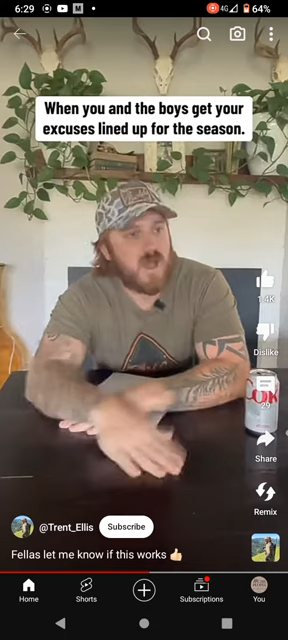 6:29
4G
64%
When you and the boys get your
excuses lined up for the season.
1.4K
Dislike
29
Share
Remix
@Trent_Ellis
Subscribe
Fellas let me know if this works 👍🏻
Home
Shorts
Subscriptions
You